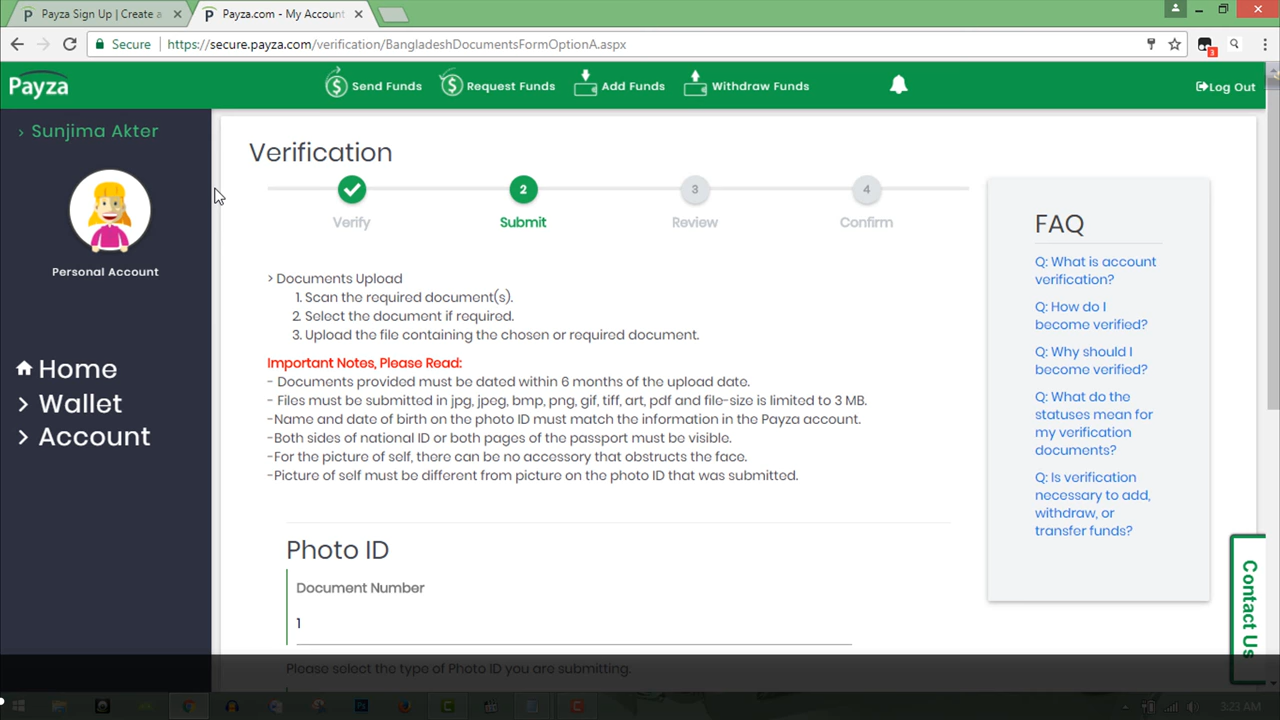 Payza Sign Up | Create a
Payza.com - My Account
Secure
https://secure.payza.com/verification/BangladeshDocumentsFormOptionA.aspx
3
Payza
Send Funds
Request Funds
Add Funds
Withdraw Funds
Log Out
> Sunjima Akter
Personal Account
Home
> Wallet
> Account
Verification
2
3
4
Verify
Submit
Review
Confirm
> Documents Upload
1. Scan the required document(s).
2. Select the document if required.
3. Upload the file containing the chosen or required document.
Important Notes, Please Read:
- Documents provided must be dated within 6 months of the upload date.
- Files must be submitted in jpg, jpeg, bmp, png, gif, tiff, art, pdf and file-size is limited to 3 MB.
-Name and date of birth on the photo ID must match the information in the Payza account.
-Both sides of national ID or both pages of the passport must be visible.
-For the picture of self, there can be no accessory that obstructs the face.
-Picture of self must be different from picture on the photo ID that was submitted.
Photo ID
Document Number
1
Please select the type of Photo ID you are submitting.
FAQ
Q: What is account
verification?
Q: How do I
become verified?
Q: Why should I
become verified?
Q: What do the
statuses mean for
my verification
documents?
Q: Is verification
necessary to add,
withdraw, or
transfer funds?
Contact Us
3:23 AM